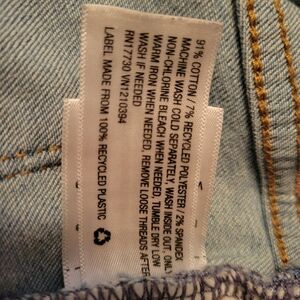 91% COTTON / 7% RECYCLED POLYESTER / 2% SPANDEX
MACHINE WASH COLD SEPARATELY, WASH INSIDE OUT. ONLY
NON-CHLORINE BLEACH WHEN NEEDED, TUMBLE DRY LOW
WARM IRON WHEN NEEDED, REMOVE LOOSE THREADS AFTER
WASH IF NEEDED
RN17730 VN1210394
LABEL MADE FROM 100% RECYCLED PLASTIC